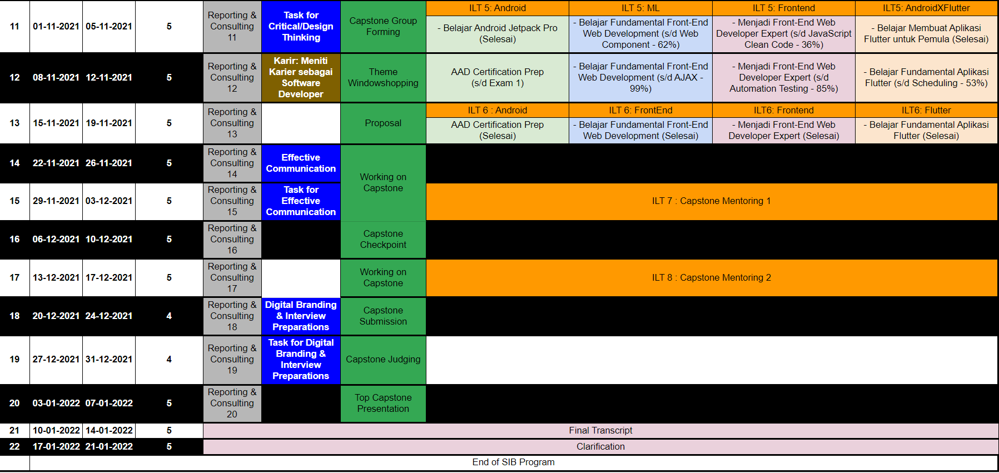 ILT 5: Android
ILT 5: ML
ILT 5: Frontend
ILT5: AndroidXFlutter
11
01-11-2021
05-11-2021
5
Reporting &
Consulting
11
Task for
Critical/Design
Thinking
Capstone Group
Forming
- Belajar Android Jetpack Pro
(Selesai)
- Belajar Fundamental Front-End
Web Development (s/d Web
Component - 62%)
- Menjadi Front-End Web
Developer Expert (s/d JavaScript
Clean Code - 36%)
- Belajar Membuat Aplikasi
Flutter untuk Pemula (Selesai)
12
08-11-2021
12-11-2021
5
Reporting &
Consulting
12
Karir: Meniti
Karier sebagai
Software
Developer
Theme
Windowshopping
AAD Certification Prep
(s/d Exam 1)
- Belajar Fundamental Front-End
Web Development (s/d AJAX -
99%)
- Menjadi Front-End Web
Developer Expert (s/d
Automation Testing - 85%)
- Belajar Fundamental Aplikasi
Flutter (s/d Scheduling - 53%)
13
15-11-2021
19-11-2021
5
Reporting &
Consulting
13
Proposal
ILT 6 : Android
ILT 6: FrontEnd
ILT6: Frontend
ILT6: Flutter
AAD Certification Prep
(Selesai)
- Belajar Fundamental Front-End
Web Development (Selesai)
- Menjadi Front-End Web
Developer Expert (Selesai)
- Belajar Fundamental Aplikasi
Flutter (Selesai)
14
22-11-2021
26-11-2021
5
Reporting &
Consulting
14
Effective
Communication
Working on
Capstone
15
29-11-2021
03-12-2021
5
Reporting &
Consulting
15
Task for
Effective
Communication
ILT 7 : Capstone Mentoring 1
16
06-12-2021
10-12-2021
5
Reporting &
Consulting
16
Capstone
Checkpoint
17
13-12-2021
17-12-2021
5
Reporting &
Consulting
17
Working on
Capstone
ILT 8 : Capstone Mentoring 2
18
20-12-2021
24-12-2021
4
Reporting &
Consulting
18
Digital Branding
& Interview
Preparations
Capstone
Submission
19
27-12-2021
31-12-2021
4
Reporting &
Consulting
19
Task for Digital
Branding &
Interview
Preparations
Capstone Judging
20
03-01-2022
07-01-2022
5
Reporting &
Consulting
20
Top Capstone
Presentation
21
10-01-2022
14-01-2022
5
Final Transcript
22
17-01-2022
21-01-2022
5
Clarification
End of SIB Program